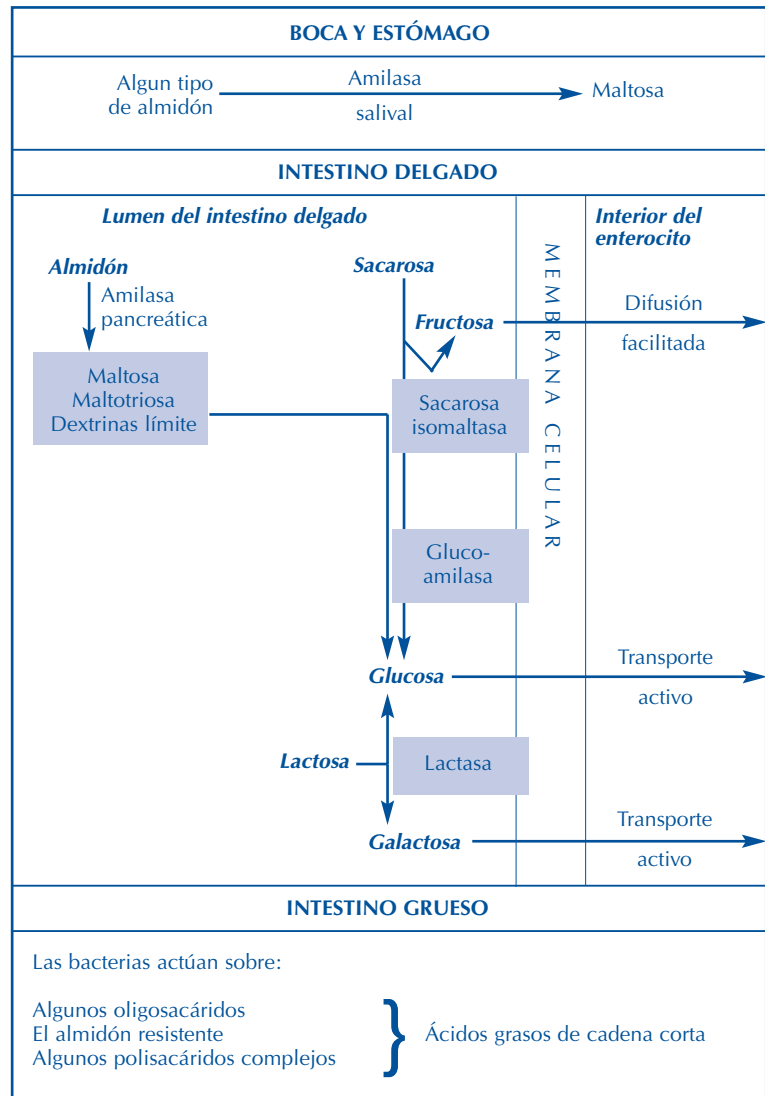 BOCA Y ESTÓMAGO
Algun tipo
de almidón
Amilasa
salival
Maltosa
INTESTINO DELGADO
Lumen del intestino delgado
Interior del
enterocito
Almidón
Amilasa
pancreática
Sacarosa
Fructosa
Difusión
facilitada
MEMBRANA CELULAR
Maltosa
Maltotriosa
Dextrinas límite
Sacarosa
isomaltasa
Gluco-
amilasa
Glucosa
Transporte
activo
Lactosa
Lactasa
Galactosa
Transporte
activo
INTESTINO GRUESO
Las bacterias actúan sobre:
Algunos oligosacáridos
El almidón resistente
Algunos polisacáridos complejos
} Ácidos grasos de cadena corta